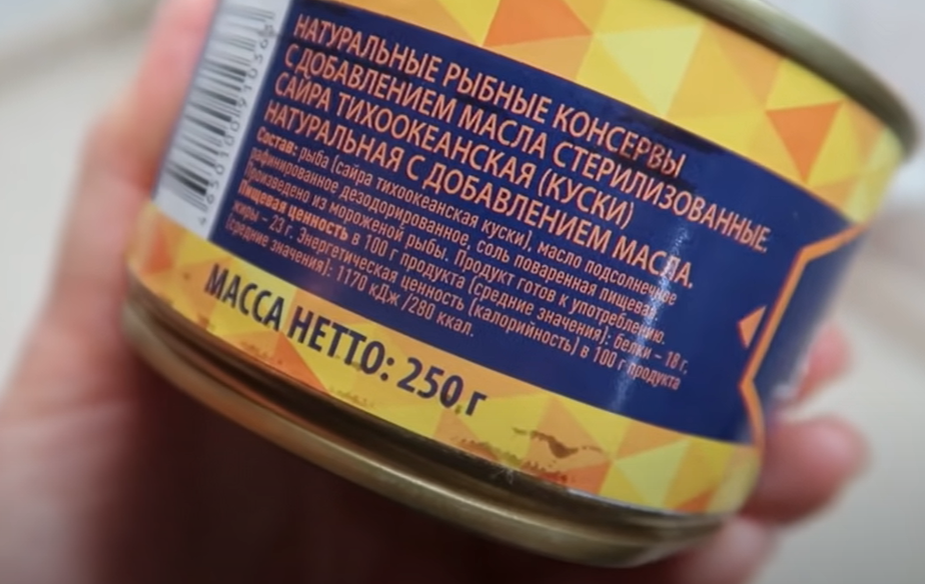 НАТУРАЛЬНЫЕ РЫБНЫЕ КОНСЕРВЫ
С ДОБАВЛЕНИЕМ МАСЛА СТЕРИЛИЗОВАННЫЕ.
САЙРА ТИХООКЕАНСКАЯ (КУСКИ)
НАТУРАЛЬНАЯ С ДОБАВЛЕНИЕМ МАСЛА.
Состав: рыба (сайра тихоокеанская куски), масло подсолнечное
рафинированное дезодорированное, соль поваренная пищевая.
Произведено из мороженой рыбы. Продукт готов к употреблению.
Пищевая ценность в 100 г продукта (средние значения): белки – 18 г,
жиры – 23 г. Энергетическая ценность (калорийность) в 100 г продукта
(средние значения): 1170 кДж /280 ккал.
МАССА НЕТТО: 250 г